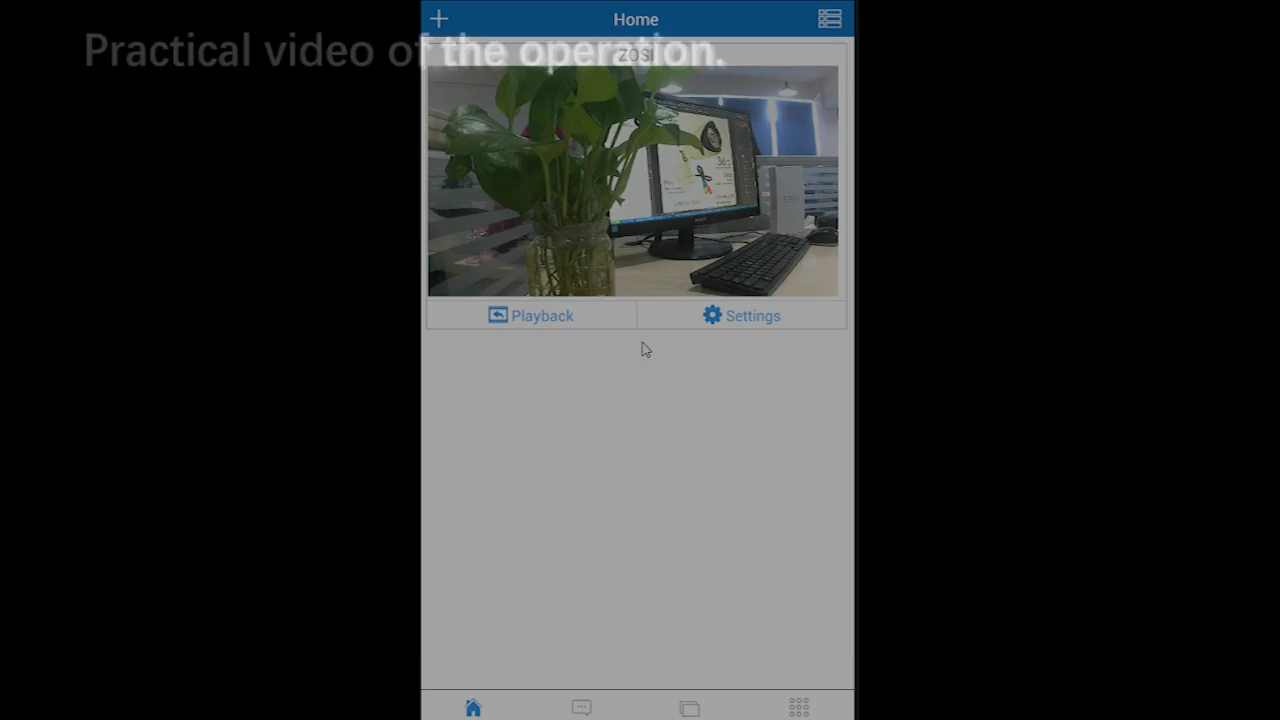 Home
Practical video of the operation.
ZOSI
Playback
Settings